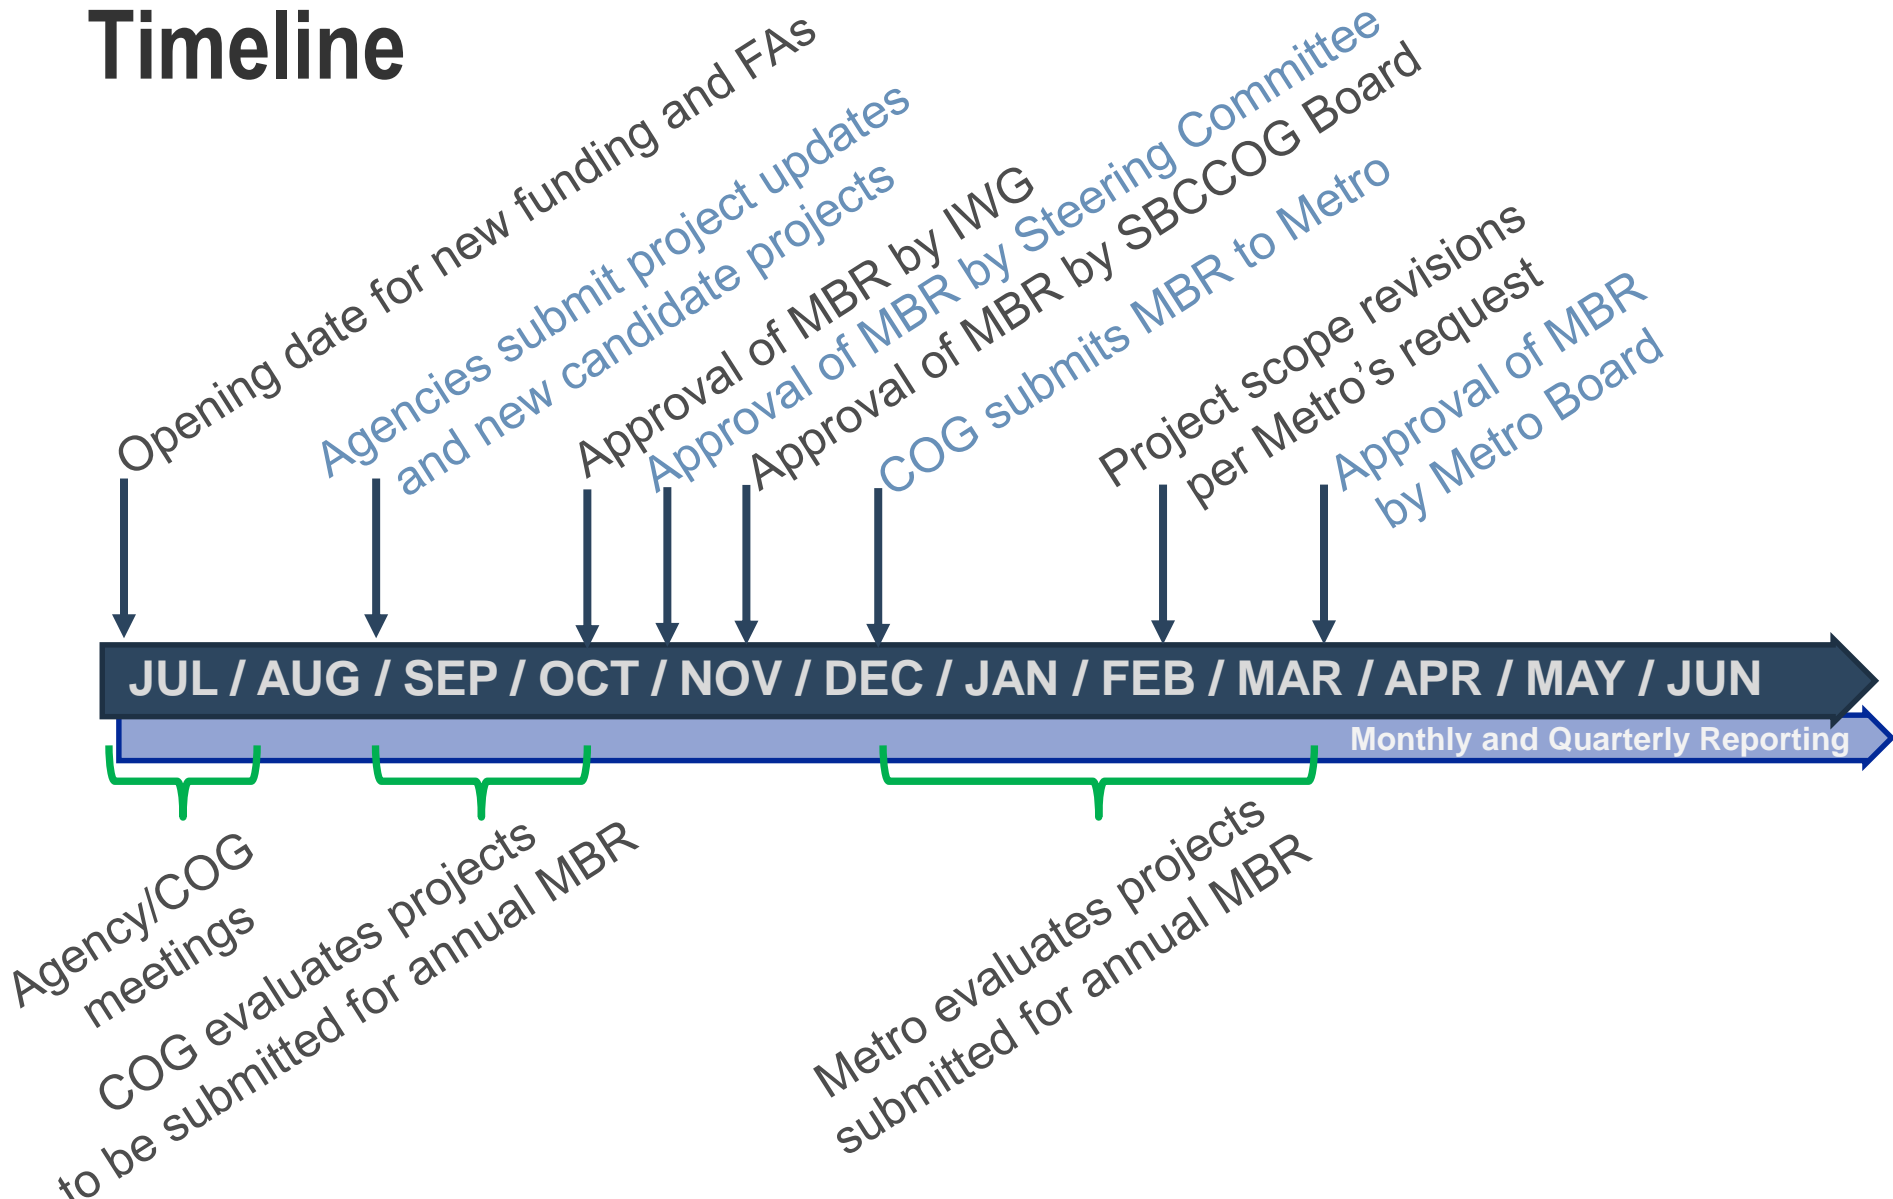 Timeline
Opening date for new funding and FAs
Agencies submit project updates
and new candidate projects
Approval of MBR by IWG
Approval of MBR by Steering Committee
Approval of MBR by SBCCOG Board
COG submits MBR to Metro
Project scope revisions
per Metro’s request
Approval of MBR
by Metro Board
JUL / AUG / SEP / OCT / NOV / DEC / JAN / FEB / MAR / APR / MAY / JUN
Monthly and Quarterly Reporting
Agency/COG
meetings
COG evaluates projects
to be submitted for annual MBR
Metro evaluates projects
submitted for annual MBR